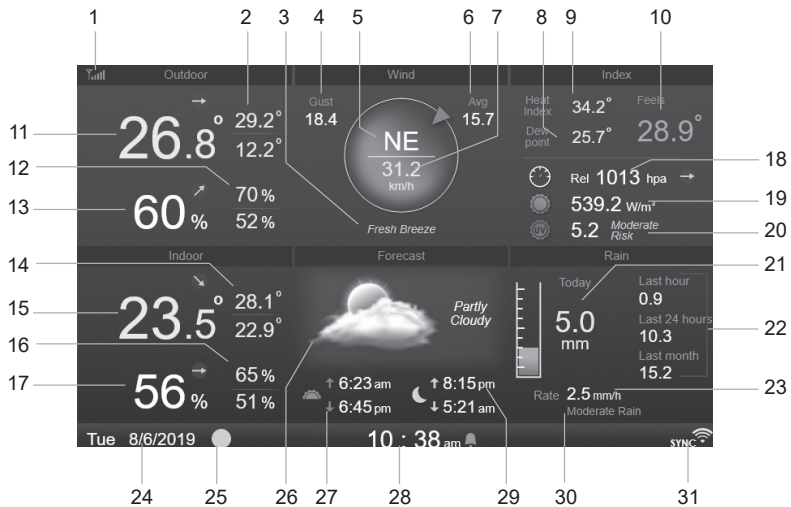 1 2 3 4 5 6 7 8 9 10
Outdoor Wind Index
26.8° 29.2° 12.2°
60% 70% 52%
Gust 18.4
NE
31.2
km/h
Avg 15.7
Fresh Breeze
Heat Index 34.2°
Dew point 25.7°
Feels 28.9°
Rel 1013 hpa
539.2 W/m²
UV 5.2 Moderate Risk
11
12
13
14
15
16
17
18
19
20
21
22
23
Indoor Forecast Rain
23.5° 28.1° 22.9°
56% 65% 51%
Partly
Cloudy
6:23 am 8:15 pm
6:45 pm 5:21 am
Today
5.0
mm
Last hour
0.9
Last 24 hours
10.3
Last month
15.2
Rate 2.5 mm/h
Moderate Rain
Tue 8/6/2019 10 : 38 am SYNC
24 25 26 27 28 29 30 31